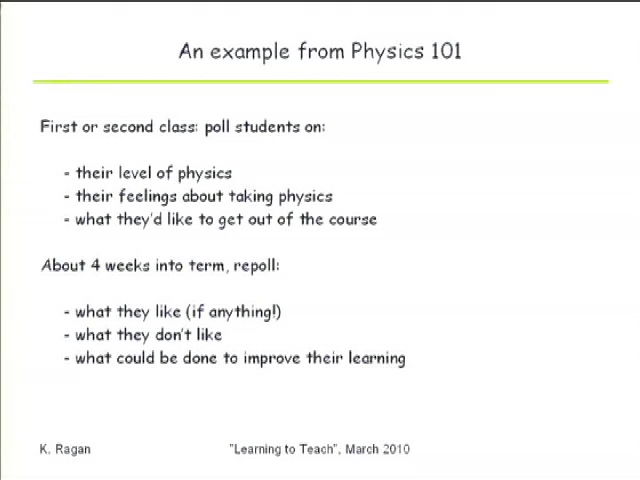 An example from Physics 101
First or second class: poll students on:
- their level of physics
- their feelings about taking physics
- what they'd like to get out of the course
About 4 weeks into term, repoll:
- what they like (if anything!)
- what they don't like
- what could be done to improve their learning
K. Ragan
"Learning to Teach", March 2010